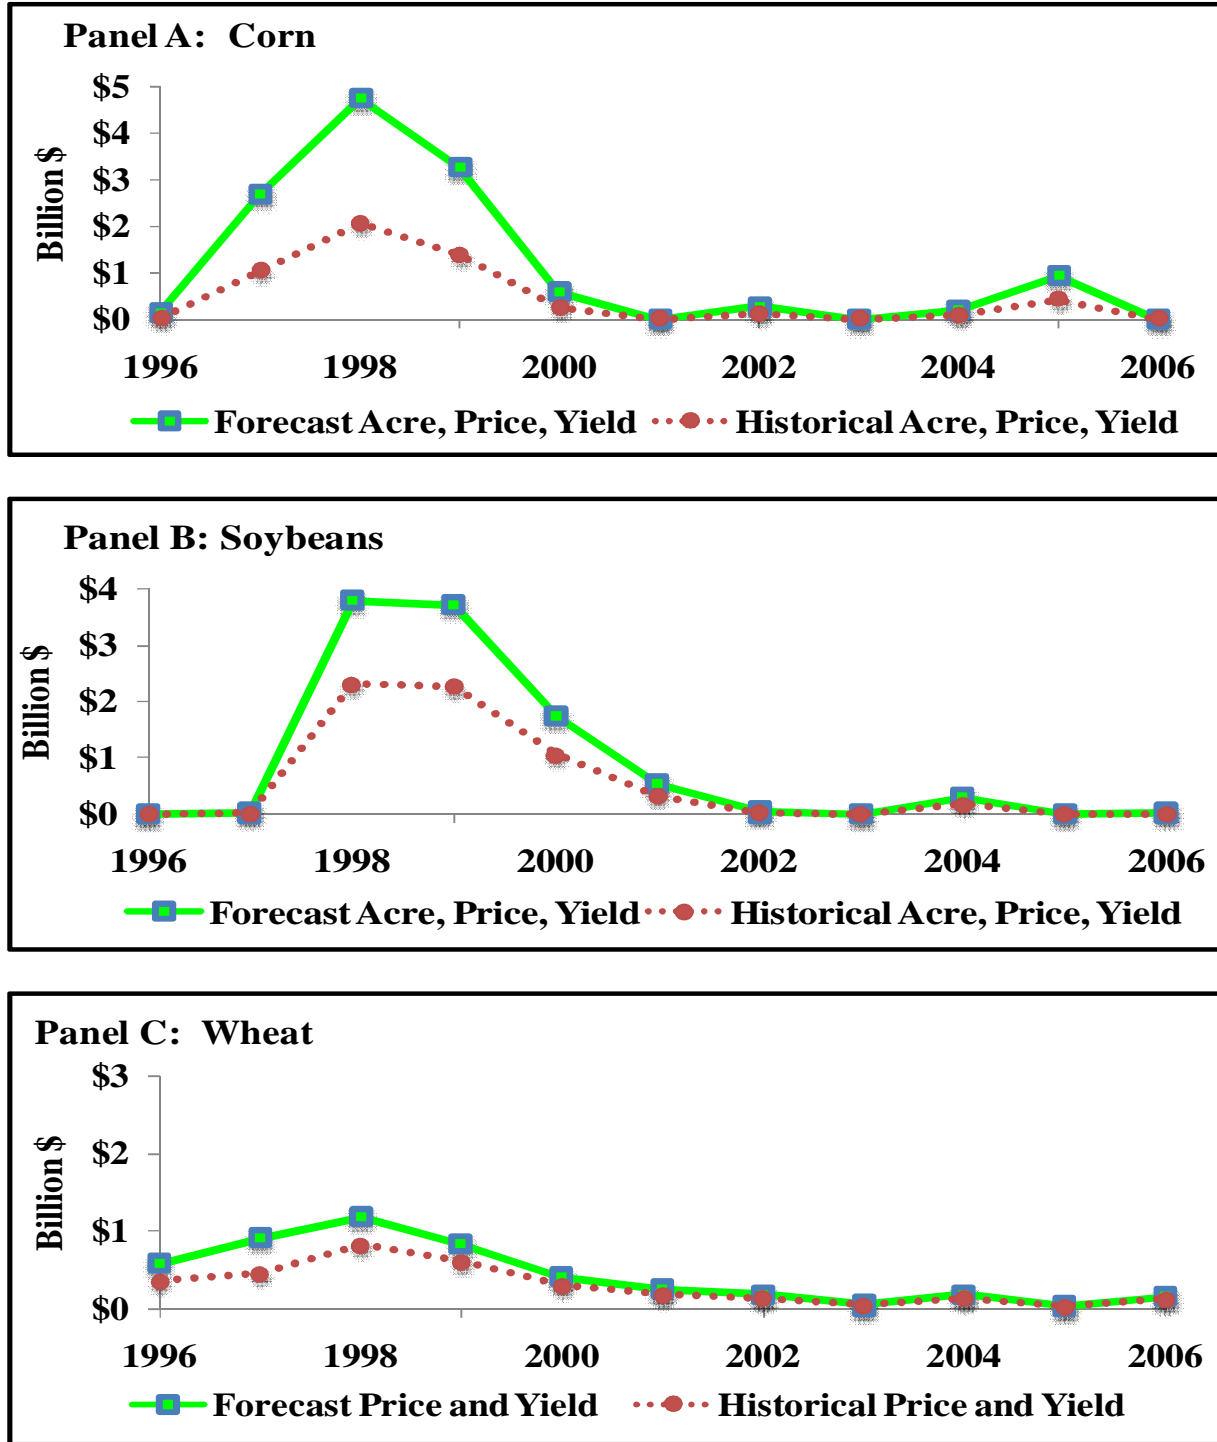 Panel A: Corn
$5
$4
$3
$2
$1
$0
Billion $
1996 1998 2000 2002 2004 2006
Forecast Acre, Price, Yield Historical Acre, Price, Yield
Panel B: Soybeans
$4
$3
$2
$1
$0
Billion $
1996 1998 2000 2002 2004 2006
Forecast Acre, Price, Yield Historical Acre, Price, Yield
Panel C: Wheat
$3
$2
$1
$0
Billion $
1996 1998 2000 2002 2004 2006
Forecast Price and Yield Historical Price and Yield